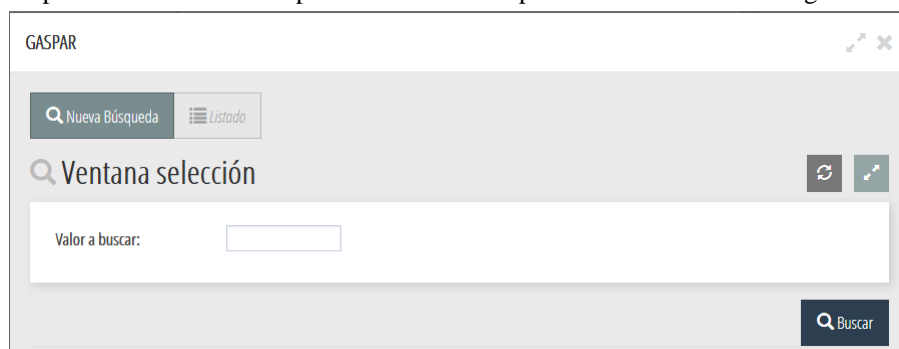 GASPAR
Nueva Búsqueda Listado
Ventana selección
Valor a buscar:
Buscar